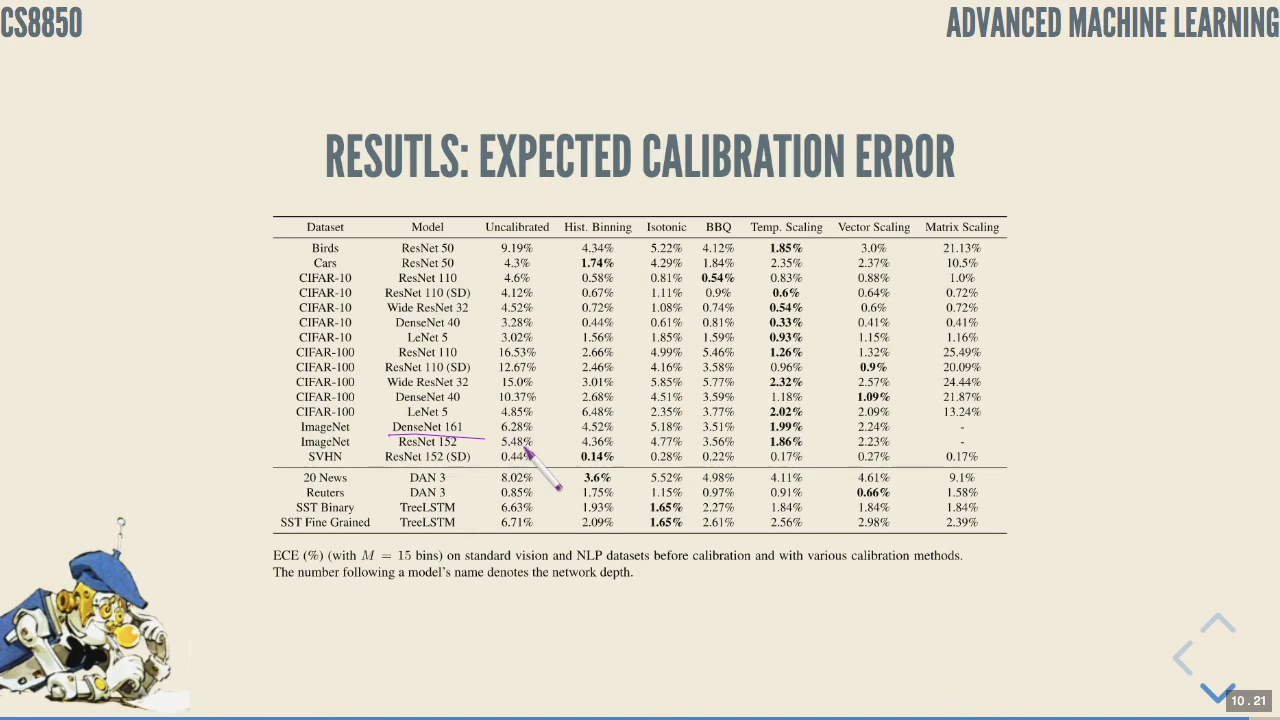 CS8850
ADVANCED MACHINE LEARNING
RESUTLS: EXPECTED CALIBRATION ERROR
Dataset Model Uncalibrated Hist. Binning Isotonic BBQ Temp. Scaling Vector Scaling Matrix Scaling
Birds ResNet 50 9.19% 4.34% 5.22% 4.12% 1.85% 3.0% 21.13%
Cars ResNet 50 4.3% 1.74% 4.29% 1.84% 2.35% 2.37% 10.5%
CIFAR-10 ResNet 110 4.6% 0.58% 0.81% 0.54% 0.83% 0.88% 1.0%
CIFAR-10 ResNet 110 (SD) 4.12% 0.67% 1.11% 0.9% 0.6% 0.64% 0.72%
CIFAR-10 Wide ResNet 32 4.52% 0.72% 1.08% 0.74% 0.54% 0.6% 0.72%
CIFAR-10 DenseNet 40 3.28% 0.44% 0.61% 0.81% 0.33% 0.41% 0.41%
CIFAR-10 LeNet 5 3.02% 1.56% 1.85% 1.59% 0.93% 1.15% 1.16%
CIFAR-100 ResNet 110 16.53% 2.66% 4.99% 5.46% 1.26% 1.32% 25.49%
CIFAR-100 ResNet 110 (SD) 12.67% 2.46% 4.16% 3.58% 0.96% 0.9% 20.09%
CIFAR-100 Wide ResNet 32 15.0% 3.01% 5.85% 5.77% 2.32% 2.57% 24.44%
CIFAR-100 DenseNet 40 10.37% 2.68% 4.51% 3.59% 1.18% 1.09% 21.87%
CIFAR-100 LeNet 5 4.85% 6.48% 2.35% 3.77% 2.02% 2.09% 13.24%
ImageNet DenseNet 161 6.28% 4.52% 5.18% 3.51% 1.99% 2.24% -
ImageNet ResNet 152 5.48% 4.36% 4.77% 3.56% 1.86% 2.23% -
SVHN ResNet 152 (SD) 0.44% 0.14% 0.28% 0.22% 0.17% 0.27% 0.17%
20 News DAN 3 8.02% 3.6% 5.52% 4.98% 4.11% 4.61% 9.1%
Reuters DAN 3 0.85% 1.75% 1.15% 0.97% 0.91% 0.66% 1.58%
SST Binary TreeLSTM 6.63% 1.93% 1.65% 2.27% 1.84% 1.84% 1.84%
SST Fine Grained TreeLSTM 6.71% 2.09% 1.65% 2.61% 2.56% 2.98% 2.39%
ECE (%) (with M = 15 bins) on standard vision and NLP datasets before calibration and with various calibration methods.
The number following a model's name denotes the network depth.
10 . 21